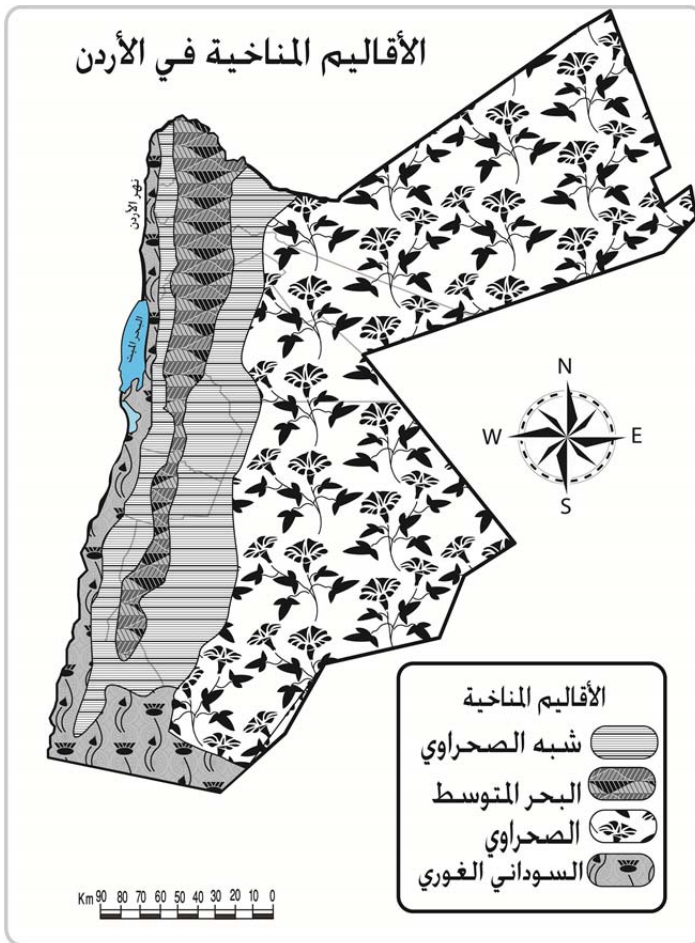 الأقاليم المناخية في الأردن
نهر الأردن
البحر الميت
N
W E
S
الأقاليم المناخية
شبه الصحراوي
البحر المتوسط
الصحراوي
السوداني الغوري
Km 90 80 70 60 50 40 30 20 10 0